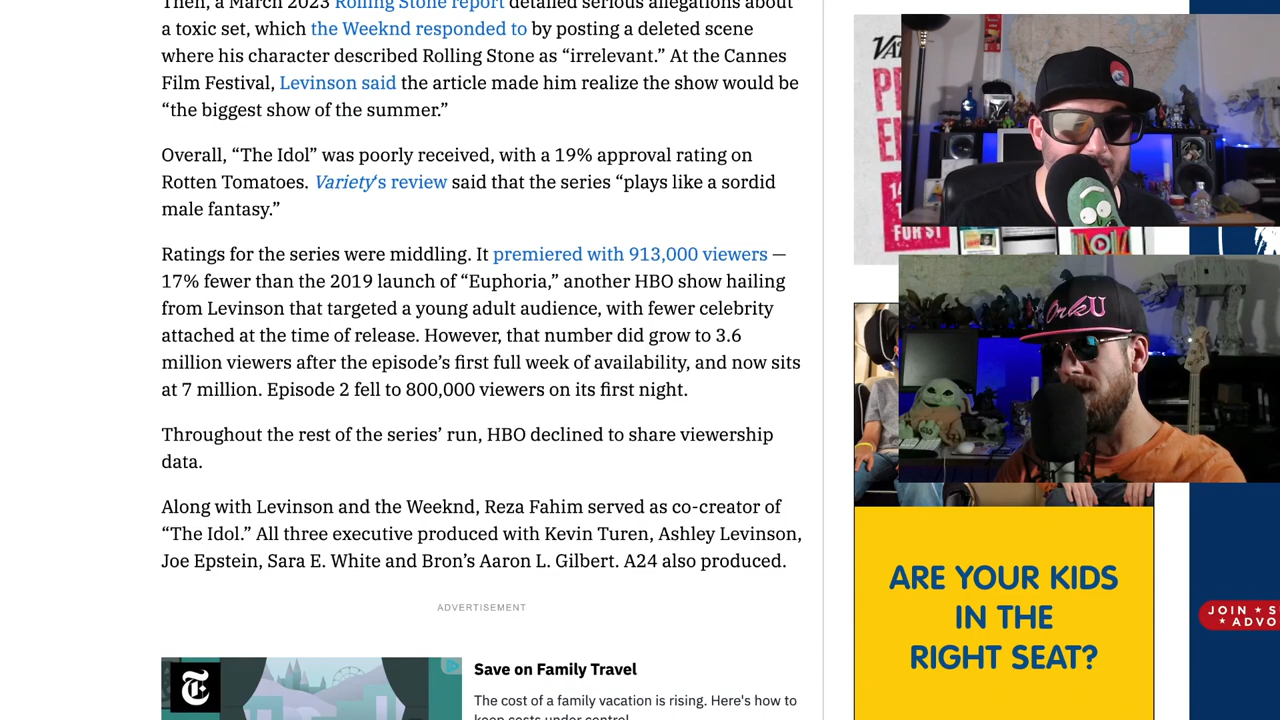 Then, a March 2023 Rolling Stone report detailed serious allegations about
a toxic set, which the Weeknd responded to by posting a deleted scene
where his character described Rolling Stone as “irrelevant.” At the Cannes
Film Festival, Levinson said the article made him realize the show would be
“the biggest show of the summer.”
Overall, “The Idol” was poorly received, with a 19% approval rating on
Rotten Tomatoes. Variety‘s review said that the series “plays like a sordid
male fantasy.”
Ratings for the series were middling. It premiered with 913,000 viewers —
17% fewer than the 2019 launch of “Euphoria,” another HBO show hailing
from Levinson that targeted a young adult audience, with fewer celebrity
attached at the time of release. However, that number did grow to 3.6
million viewers after the episode’s first full week of availability, and now sits
at 7 million. Episode 2 fell to 800,000 viewers on its first night.
Throughout the rest of the series’ run, HBO declined to share viewership
data.
Along with Levinson and the Weeknd, Reza Fahim served as co-creator of
“The Idol.” All three executive produced with Kevin Turen, Ashley Levinson,
Joe Epstein, Sara E. White and Bron’s Aaron L. Gilbert. A24 also produced.
ADVERTISEMENT
Save on Family Travel
The cost of a family vacation is rising. Here's how to
keep costs under control
FOR $1
OrkU
ARE YOUR KIDS
IN THE
RIGHT SEAT?
JOIN ★ S
★ ADVO